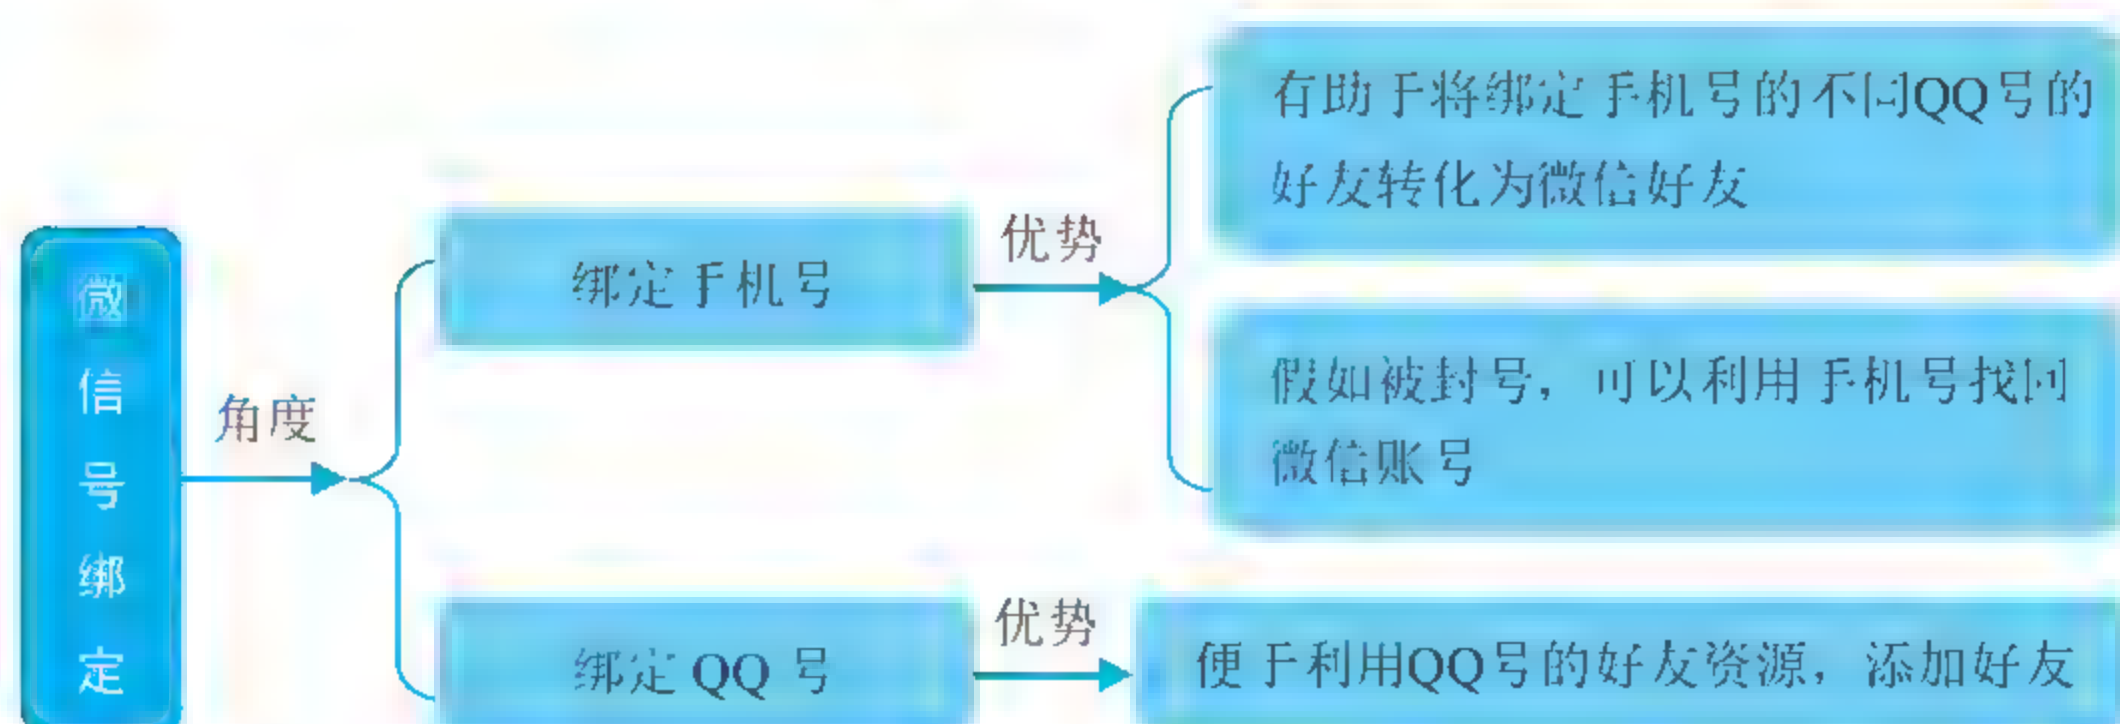 微信号绑定
角度
绑定手机号
优势
有助于将绑定手机号的不同QQ号的
好友转化为微信好友
假如被封号，可以利用手机号找回
微信账号
绑定QQ号
优势
便于利用QQ号的好友资源，添加好友